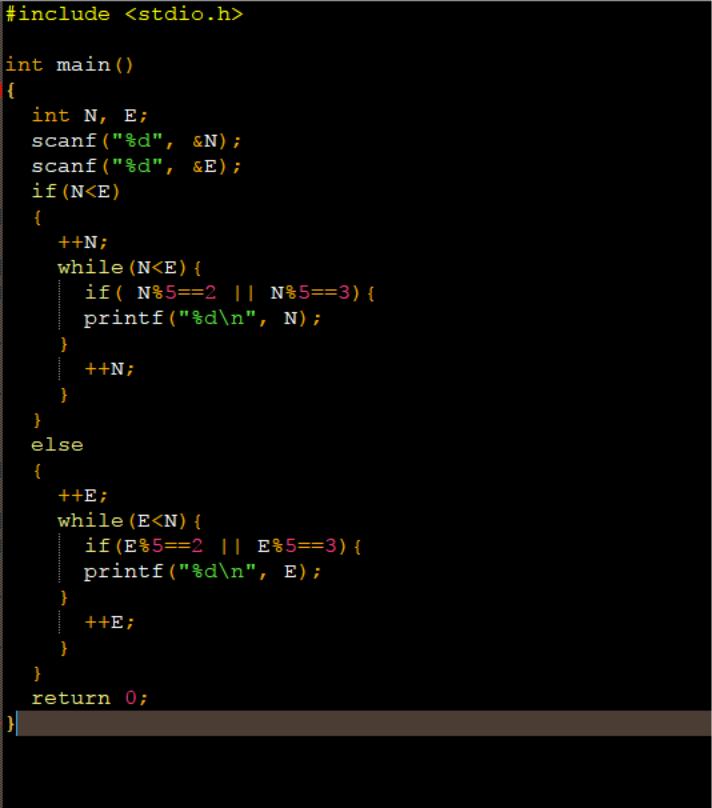 #include <stdio.h>
int main()
{
int N, E;
scanf("%d", &N);
scanf("%d", &E);
if(N<E)
{
++N;
while(N<E){
if( N%5==2 || N%5==3){
printf("%d\n", N);
}
++N;
}
}
else
{
++E;
while(E<N){
if(E%5==2 || E%5==3){
printf("%d\n", E);
}
++E;
}
}
return 0;
}